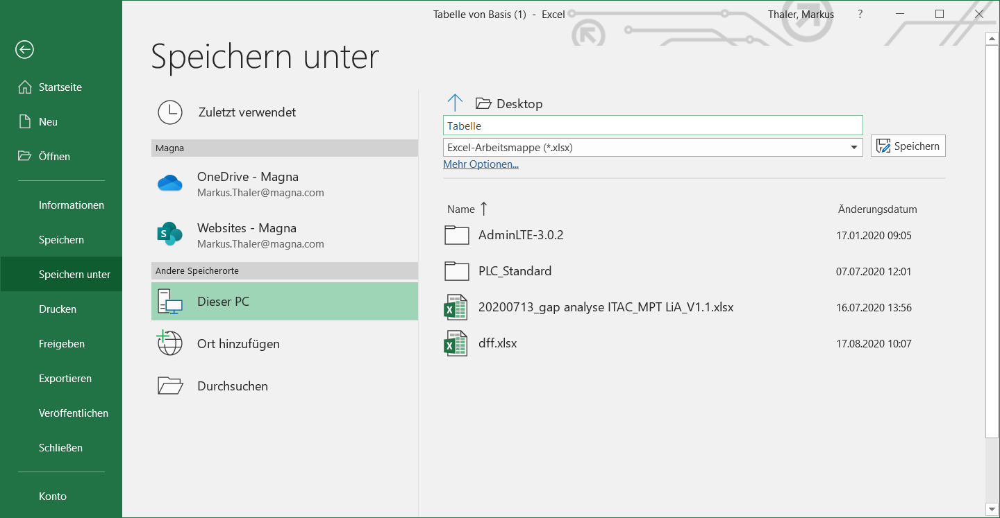 Tabelle von Basis (1) - Excel
Thaler, Markus
?
Startseite
Neu
Öffnen
Informationen
Speichern
Speichern unter
Drucken
Freigeben
Exportieren
Veröffentlichen
Schließen
Konto
Speichern unter
Zuletzt verwendet
Magna
OneDrive - Magna
Markus.Thaler@magna.com
S
Websites - Magna
Markus.Thaler@magna.com
Andere Speicherorte
Dieser PC
Ort hinzufügen
Durchsuchen
Desktop
Tabelle
Excel-Arbeitsmappe (*.xlsx)
Speichern
Mehr Optionen...
Name Änderungsdatum
AdminLTE-3.0.2 17.01.2020 09:05
PLC_Standard 07.07.2020 12:01
20200713_gap analyse ITAC_MPT LiA_V1.1.xlsx 16.07.2020 13:56
dff.xlsx 17.08.2020 10:07